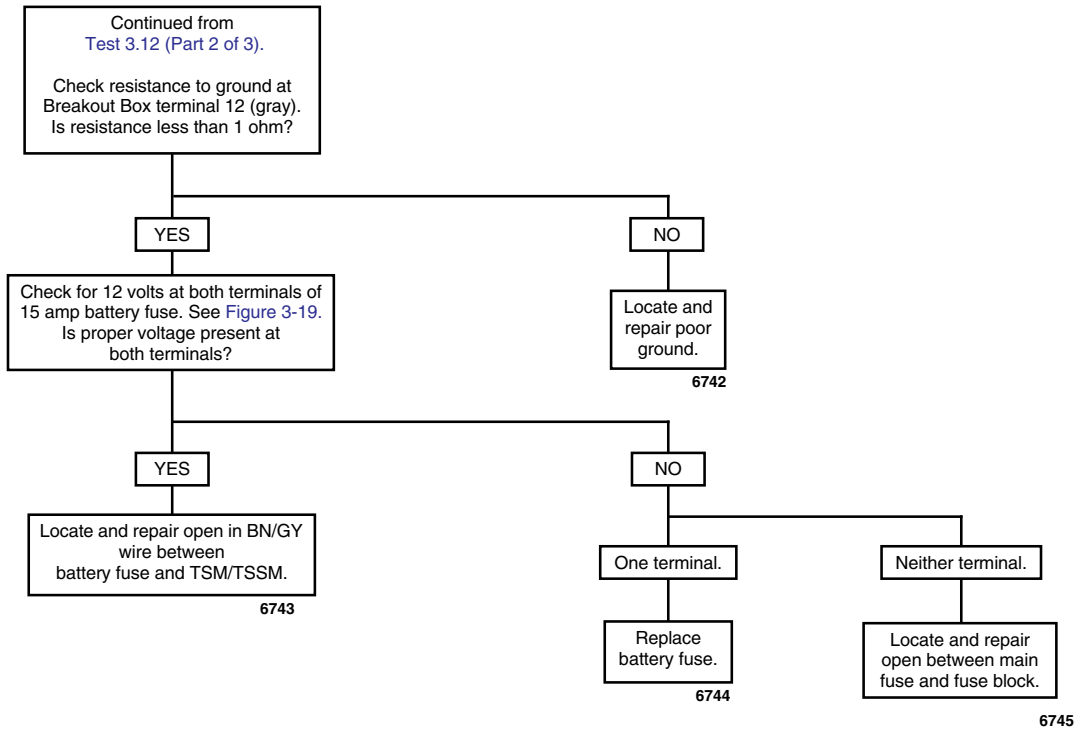 Continued from
Test 3.12 (Part 2 of 3).
Check resistance to ground at
Breakout Box terminal 12 (gray).
Is resistance less than 1 ohm?
YES
NO
Check for 12 volts at both terminals of
15 amp battery fuse. See Figure 3-19.
Is proper voltage present at
both terminals?
Locate and
repair poor
ground.
6742
YES
NO
Locate and repair open in BN/GY
wire between
battery fuse and TSM/TSSM.
6743
One terminal.
Neither terminal.
Replace
battery fuse.
6744
Locate and repair
open between main
fuse and fuse block.
6745